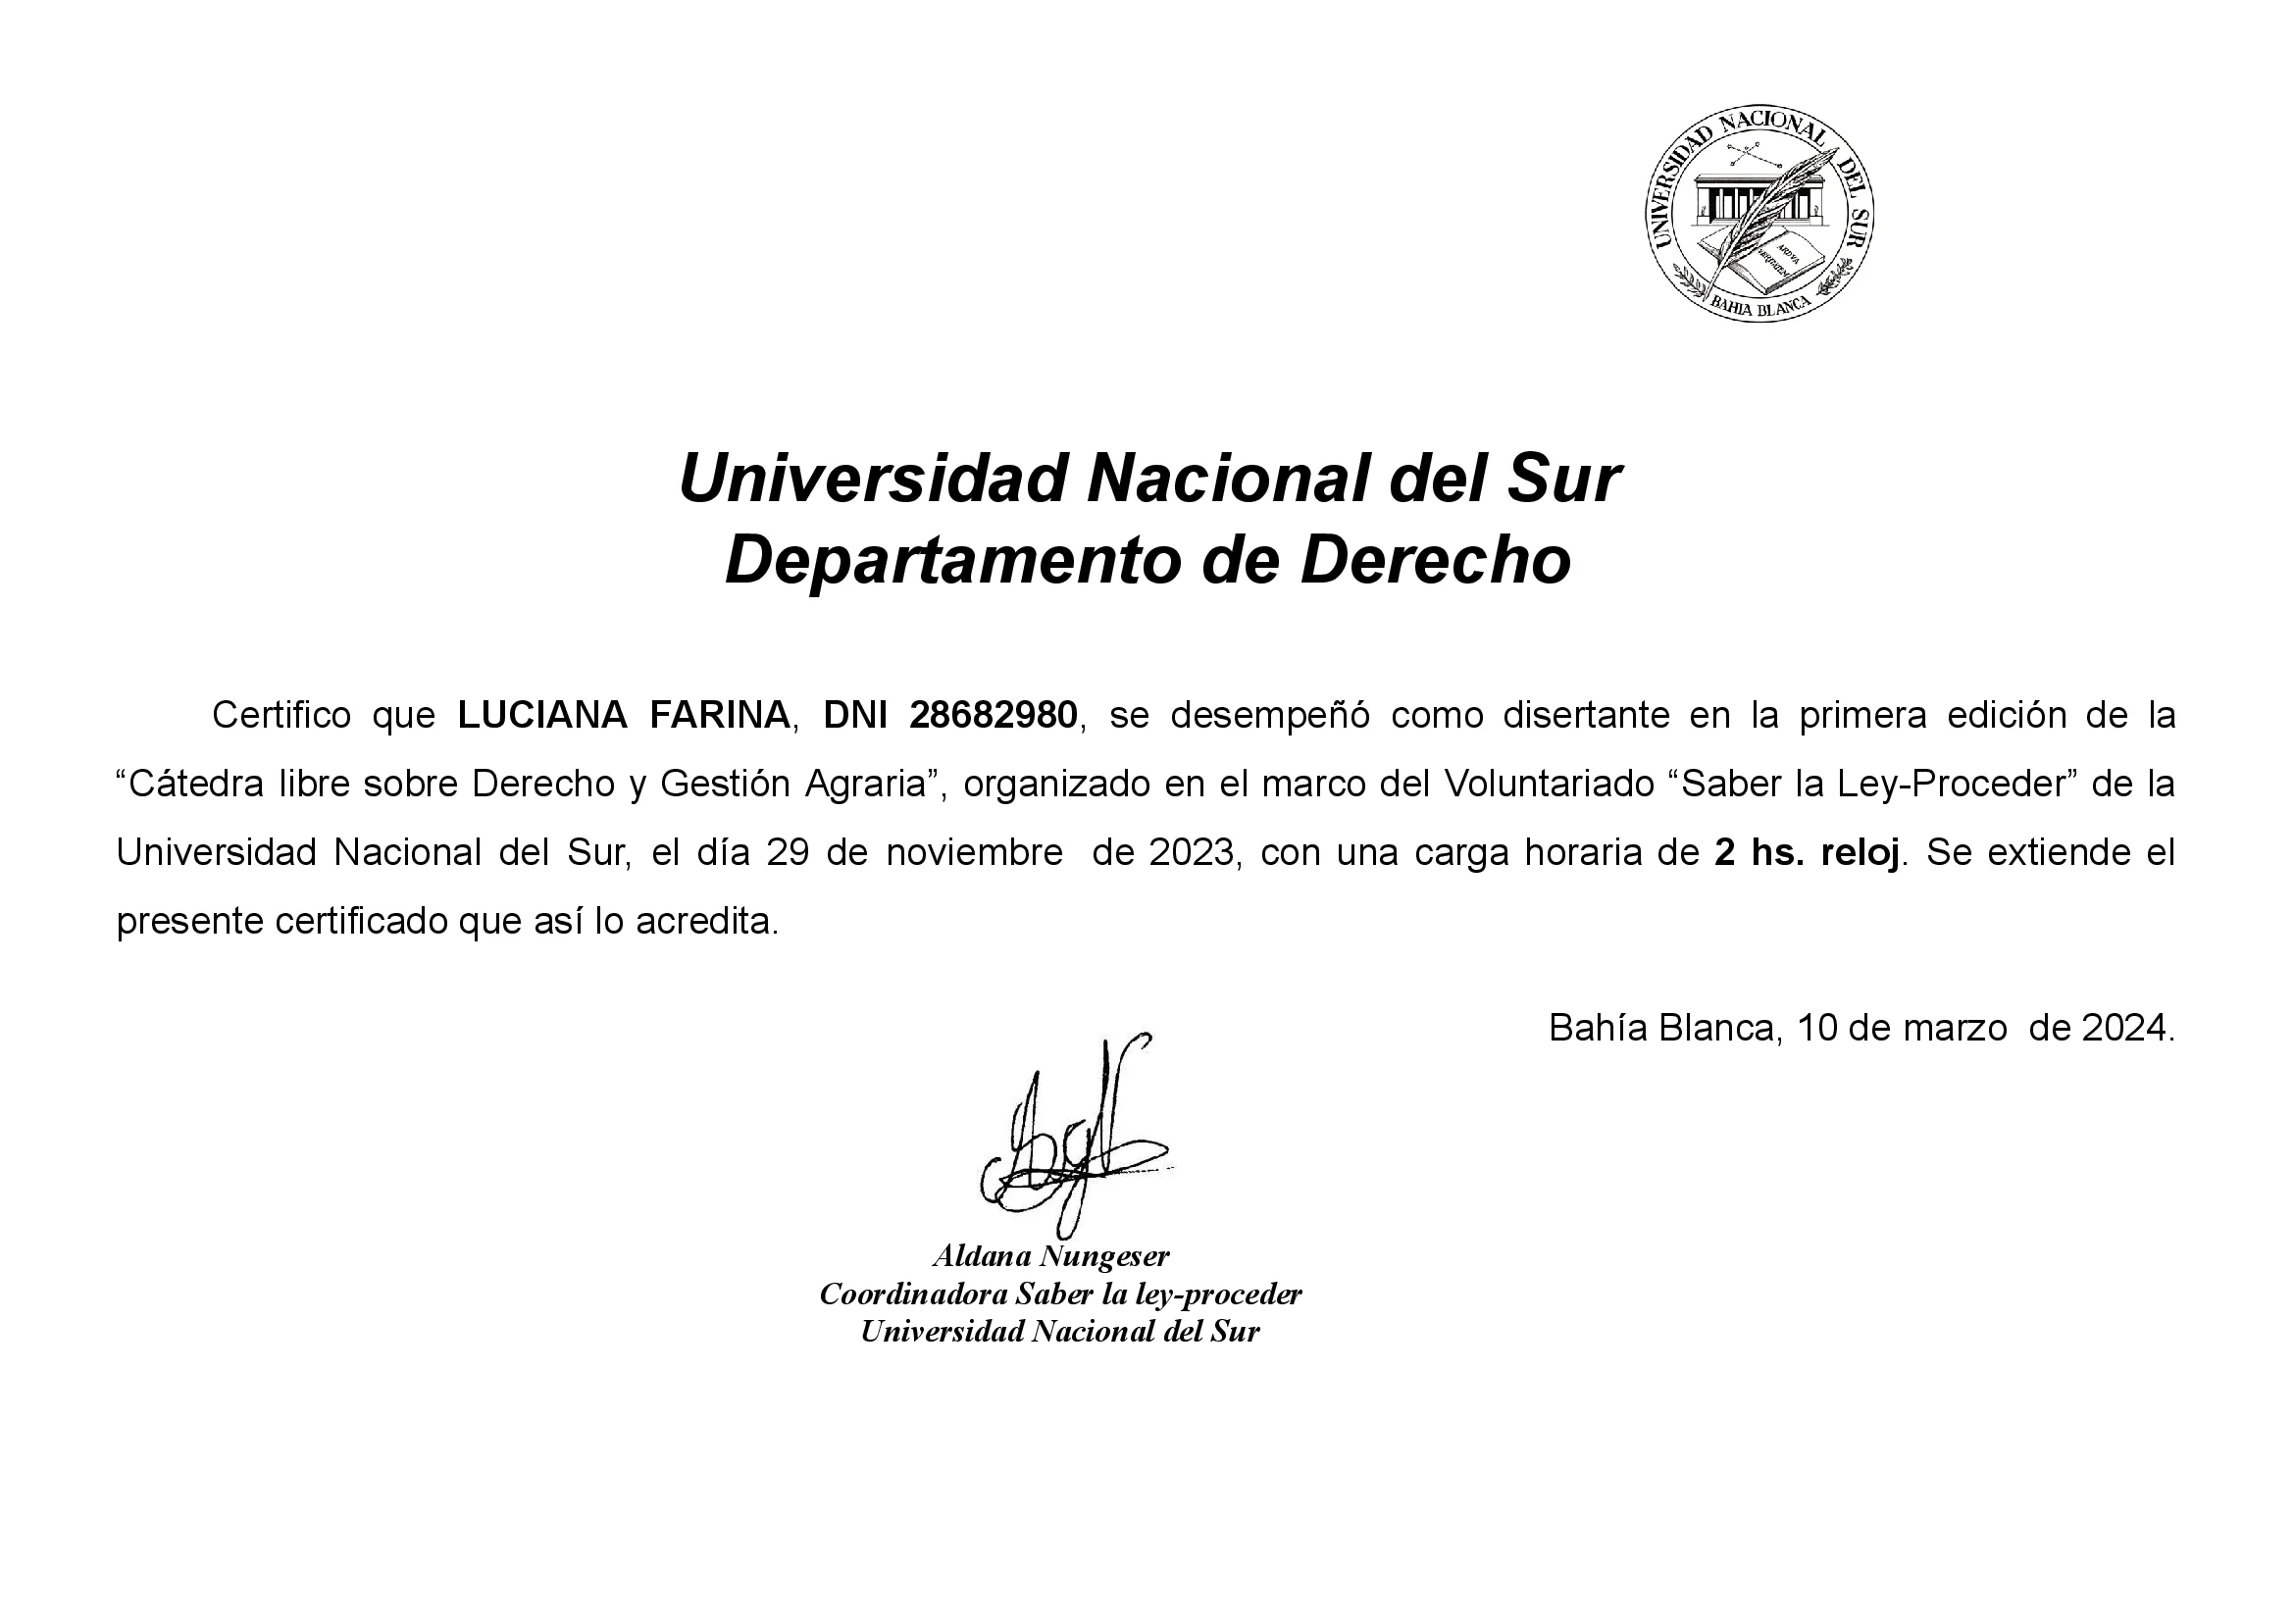 UNIVERSIDAD NACIONAL DEL SUR
ARDVA
VERITATEM
BAHIA BLANCA
Universidad Nacional del Sur
Departamento de Derecho
Certifico que LUCIANA FARINA, DNI 28682980, se desempeñó como disertante en la primera edición de la
“Cátedra libre sobre Derecho y Gestión Agraria”, organizado en el marco del Voluntariado “Saber la Ley-Proceder” de la
Universidad Nacional del Sur, el día 29 de noviembre de 2023, con una carga horaria de 2 hs. reloj. Se extiende el
presente certificado que así lo acredita.
Bahía Blanca, 10 de marzo de 2024.
Aldana Nungeser
Coordinadora Saber la ley-proceder
Universidad Nacional del Sur